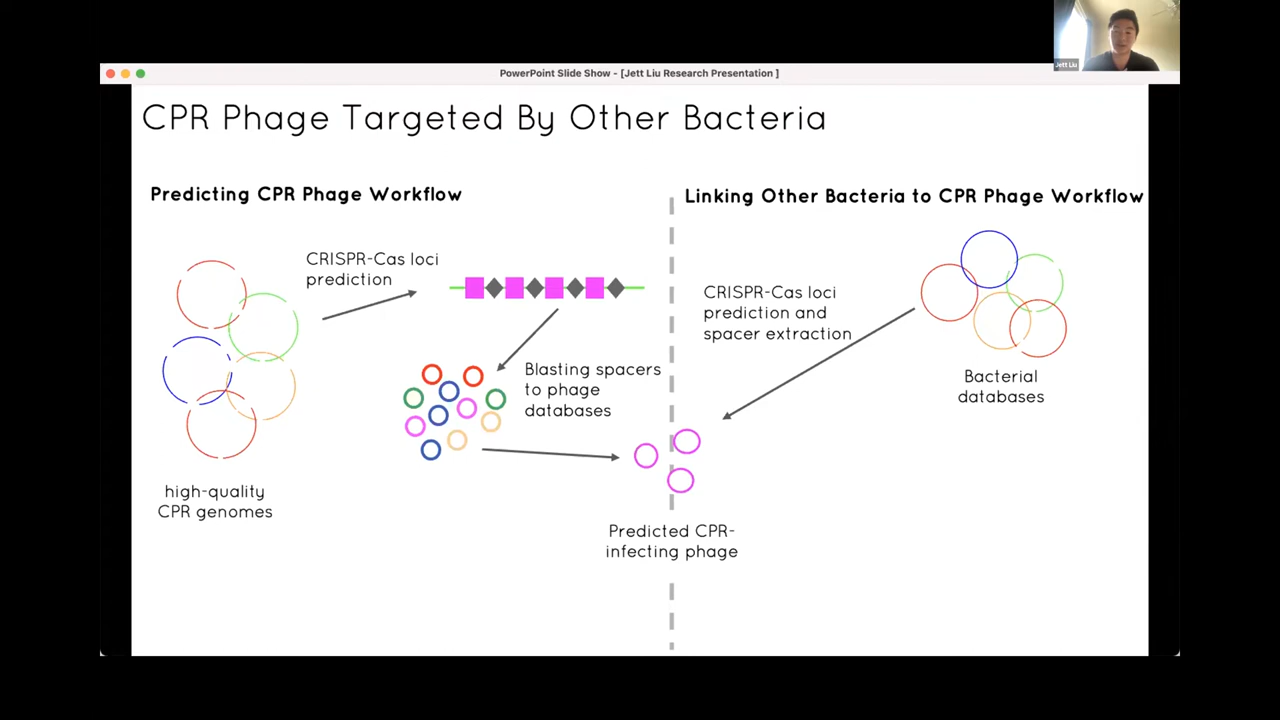 Jett Liu
PowerPoint Slide Show - [Jett Liu Research Presentation ]
CPR Phage Targeted By Other Bacteria
Predicting CPR Phage Workflow
CRISPR-Cas loci
prediction
Blasting spacers
to phage
databases
high-quality
CPR genomes
Predicted CPR-
infecting phage
Linking Other Bacteria to CPR Phage Workflow
CRISPR-Cas loci
prediction and
spacer extraction
Bacterial
databases